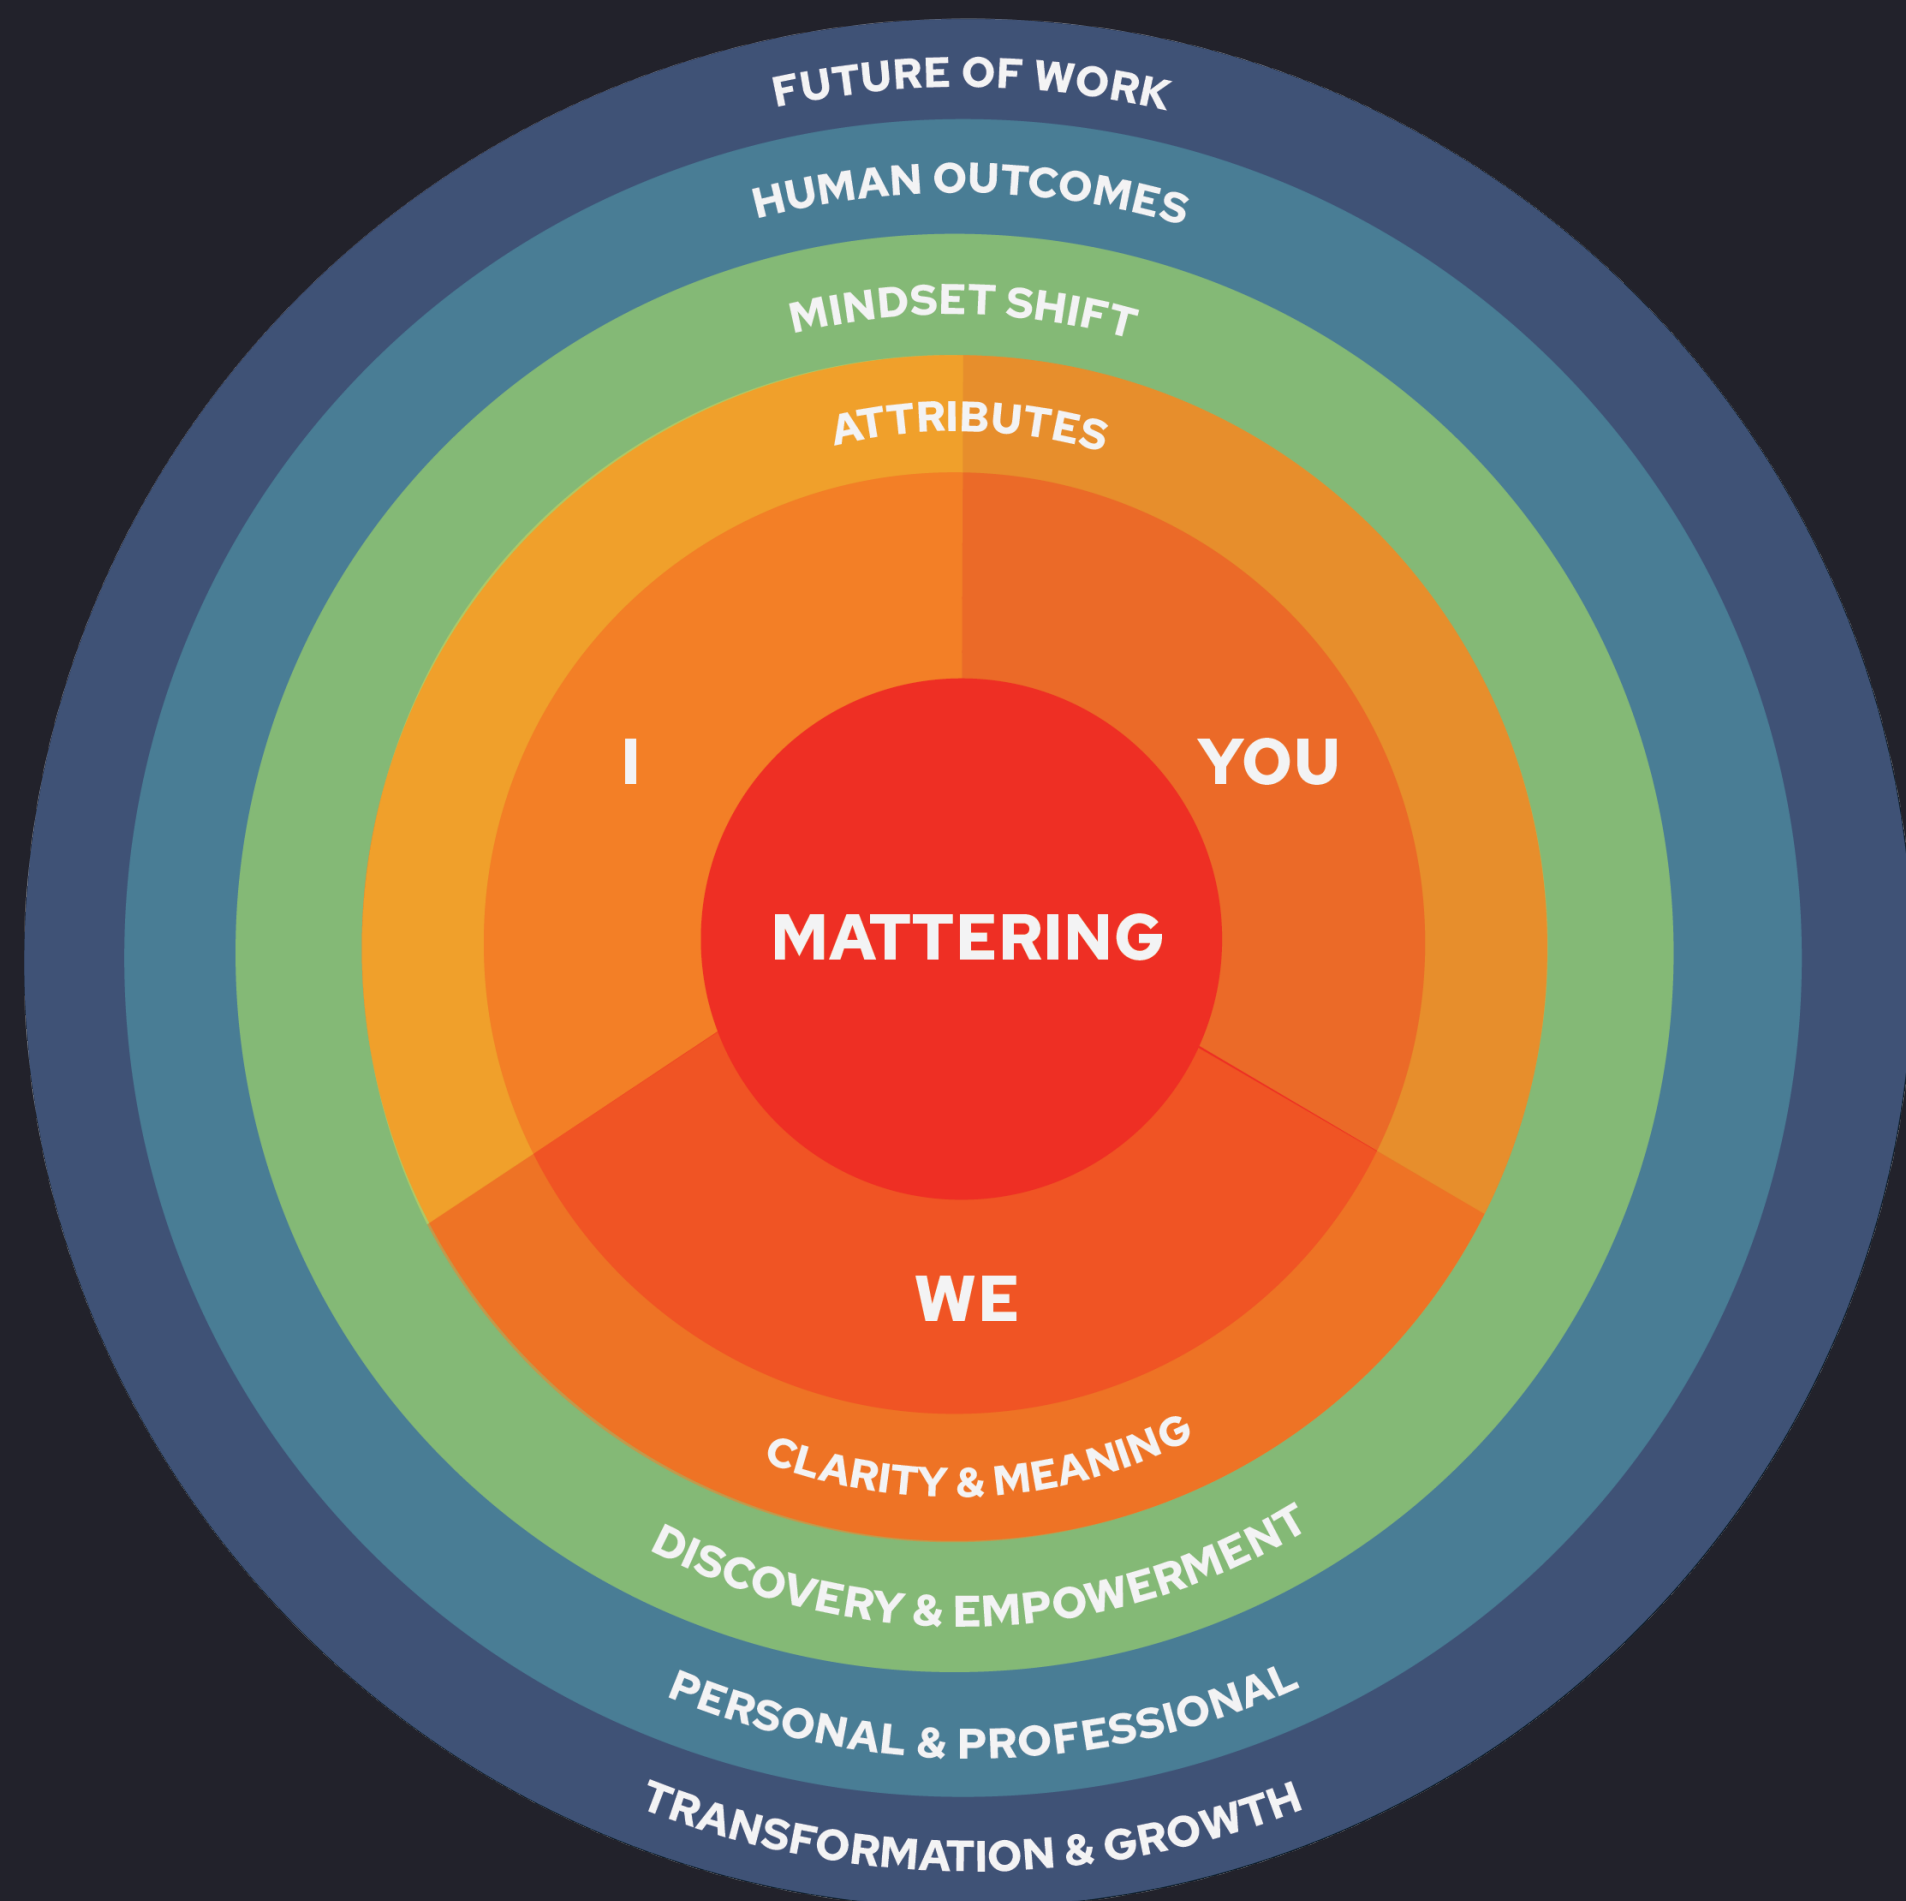 FUTURE OF WORK
HUMAN OUTCOMES
MINDSET SHIFT
ATTRIBUTES
I
YOU
MATTERING
WE
CLARITY & MEANING
DISCOVERY & EMPOWERMENT
PERSONAL & PROFESSIONAL
TRANSFORMATION & GROWTH